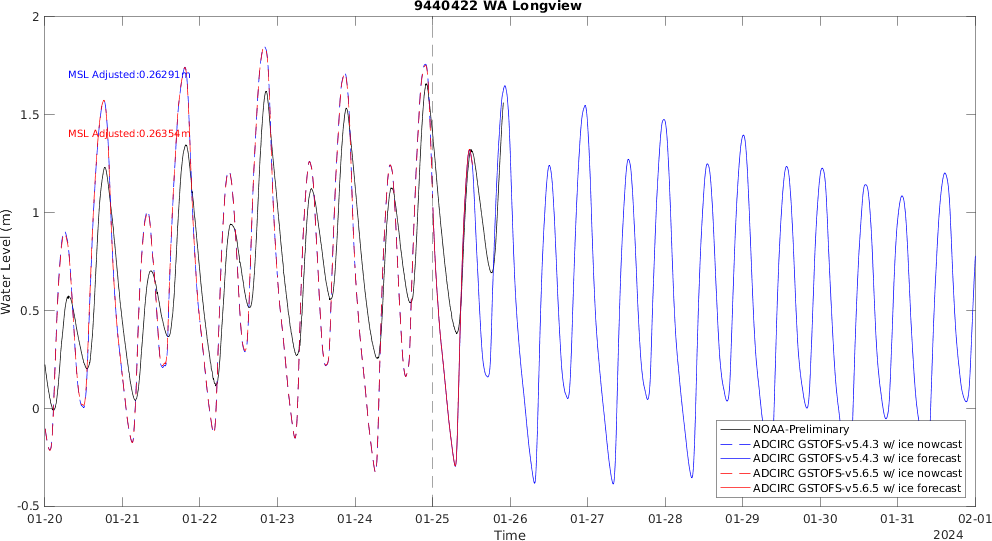 9440422 WA Longview
2
1.5
1
0.5
0
-0.5
Water Level (m)
MSL Adjusted:0.26291m
MSL Adjusted:0.26354m
NOAA-Preliminary
ADCIRC GSTOFS-v5.4.3 w/ ice nowcast
ADCIRC GSTOFS-v5.4.3 w/ ice forecast
ADCIRC GSTOFS-v5.6.5 w/ ice nowcast
ADCIRC GSTOFS-v5.6.5 w/ ice forecast
01-20 01-21 01-22 01-23 01-24 01-25 01-26 01-27 01-28 01-29 01-30 01-31 02-01
Time
2024